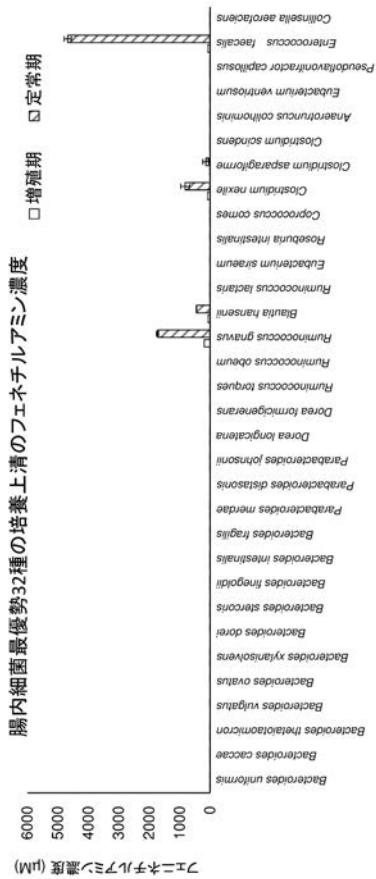 腸内細菌最優勢32種の培養上清のフェネチルアミン濃度
□増殖期
定常期
フェニネチルアミン濃度 (μM)
6000
5000
4000
3000
2000
1000
0
Bacteroides uniformis
Bacteroides caccae
Bacteroides thetaiotaomicron
Bacteroides vulgatus
Bacteroides ovatus
Bacteroides xylanisolvens
Bacteroides dorei
Bacteroides stercoris
Bacteroides finegoldii
Bacteroides intestinalis
Bacteroides fragilis
Parabacteroides merdae
Parabacteroides distasonis
Parabacteroides johnsonii
Dorea longicatena
Dorea formicigenerans
Ruminococcus torques
Ruminococcus obeum
Ruminococcus gnavus
Blautia hansenii
Ruminococcus lactaris
Eubacterium siraeum
Roseburia intestinalis
Coprococcus comes
Clostridium nexile
Clostridium asparagiforme
Clostridium scindens
Anaerotruncus colihominis
Eubacterium ventriosum
Pseudoflavonifractor capillosus
Enterococcus faecalis
Collinsella aerofaciens